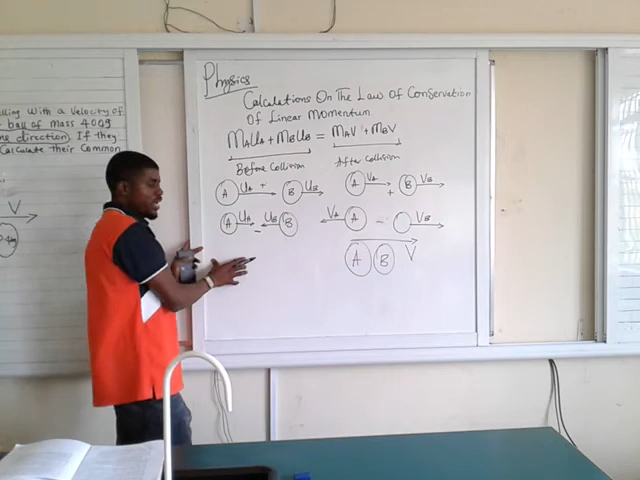 lling with a velocity of
ball of mass 400g
ne direction) If they
Calculate their Common
V
Physics
Calculations On The Law of Conservation
Of Linear Momentum
MAUA + MBUB = MAV + MBV
Before Collision After Collision
A UA + B UB A VA + B VB
A UA - UB B VA A - VB
A B V